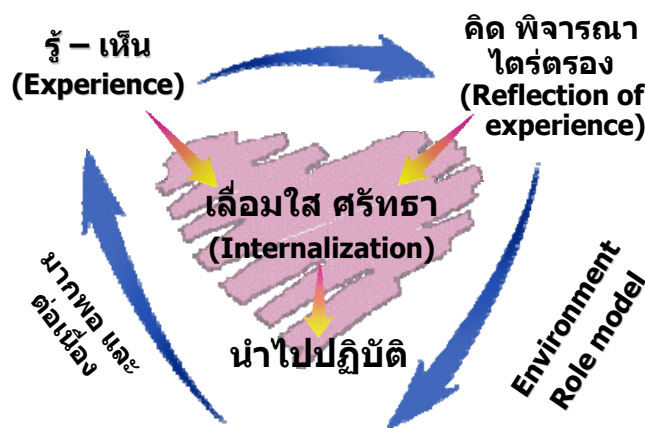 รู้ – เห็น
(Experience)
คิด พิจารณา
ไตร่ตรอง
(Reflection of
experience)
เลื่อมใส ศรัทธา
(Internalization)
นำไปปฏิบัติ
มากพอ และ
ต่อเนื่อง
Environment
Role model